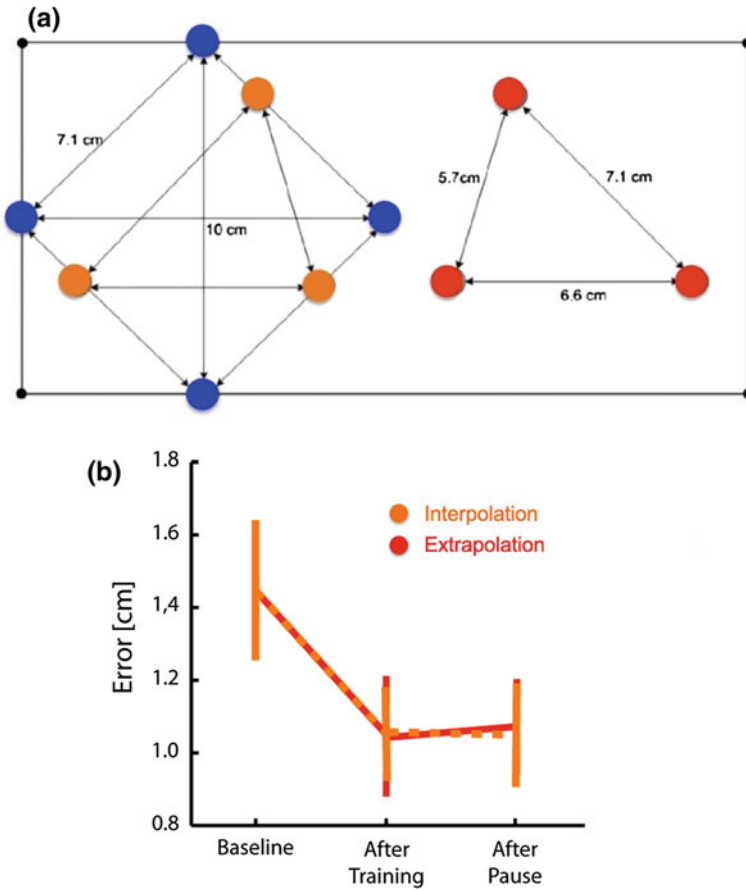 (a)
7.1 cm
10 cm
5.7cm
7.1 cm
6.6 cm
(b)
1.8
1.6
1,4
1.2
1.0
0.8
Error [cm]
Interpolation
Extrapolation
Baseline
After
Training
After
Pause